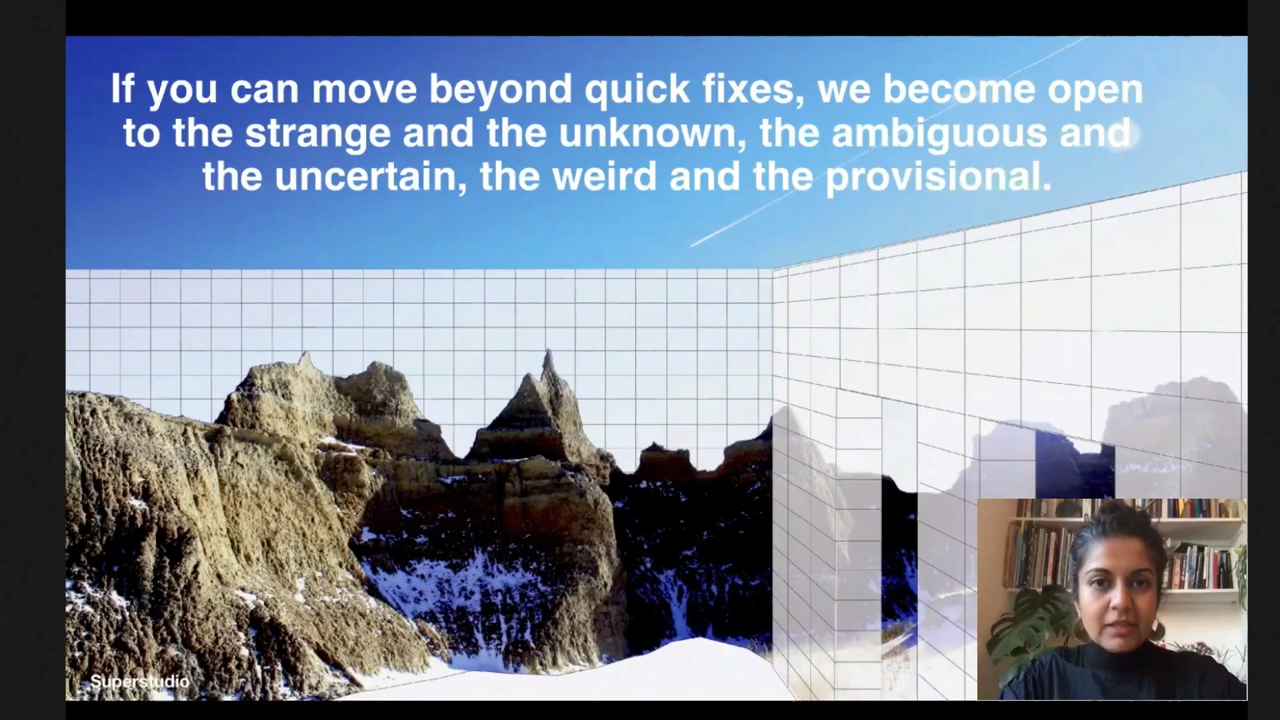 If you can move beyond quick fixes, we become open
to the strange and the unknown, the ambiguous and
the uncertain, the weird and the provisional.
Superstudio